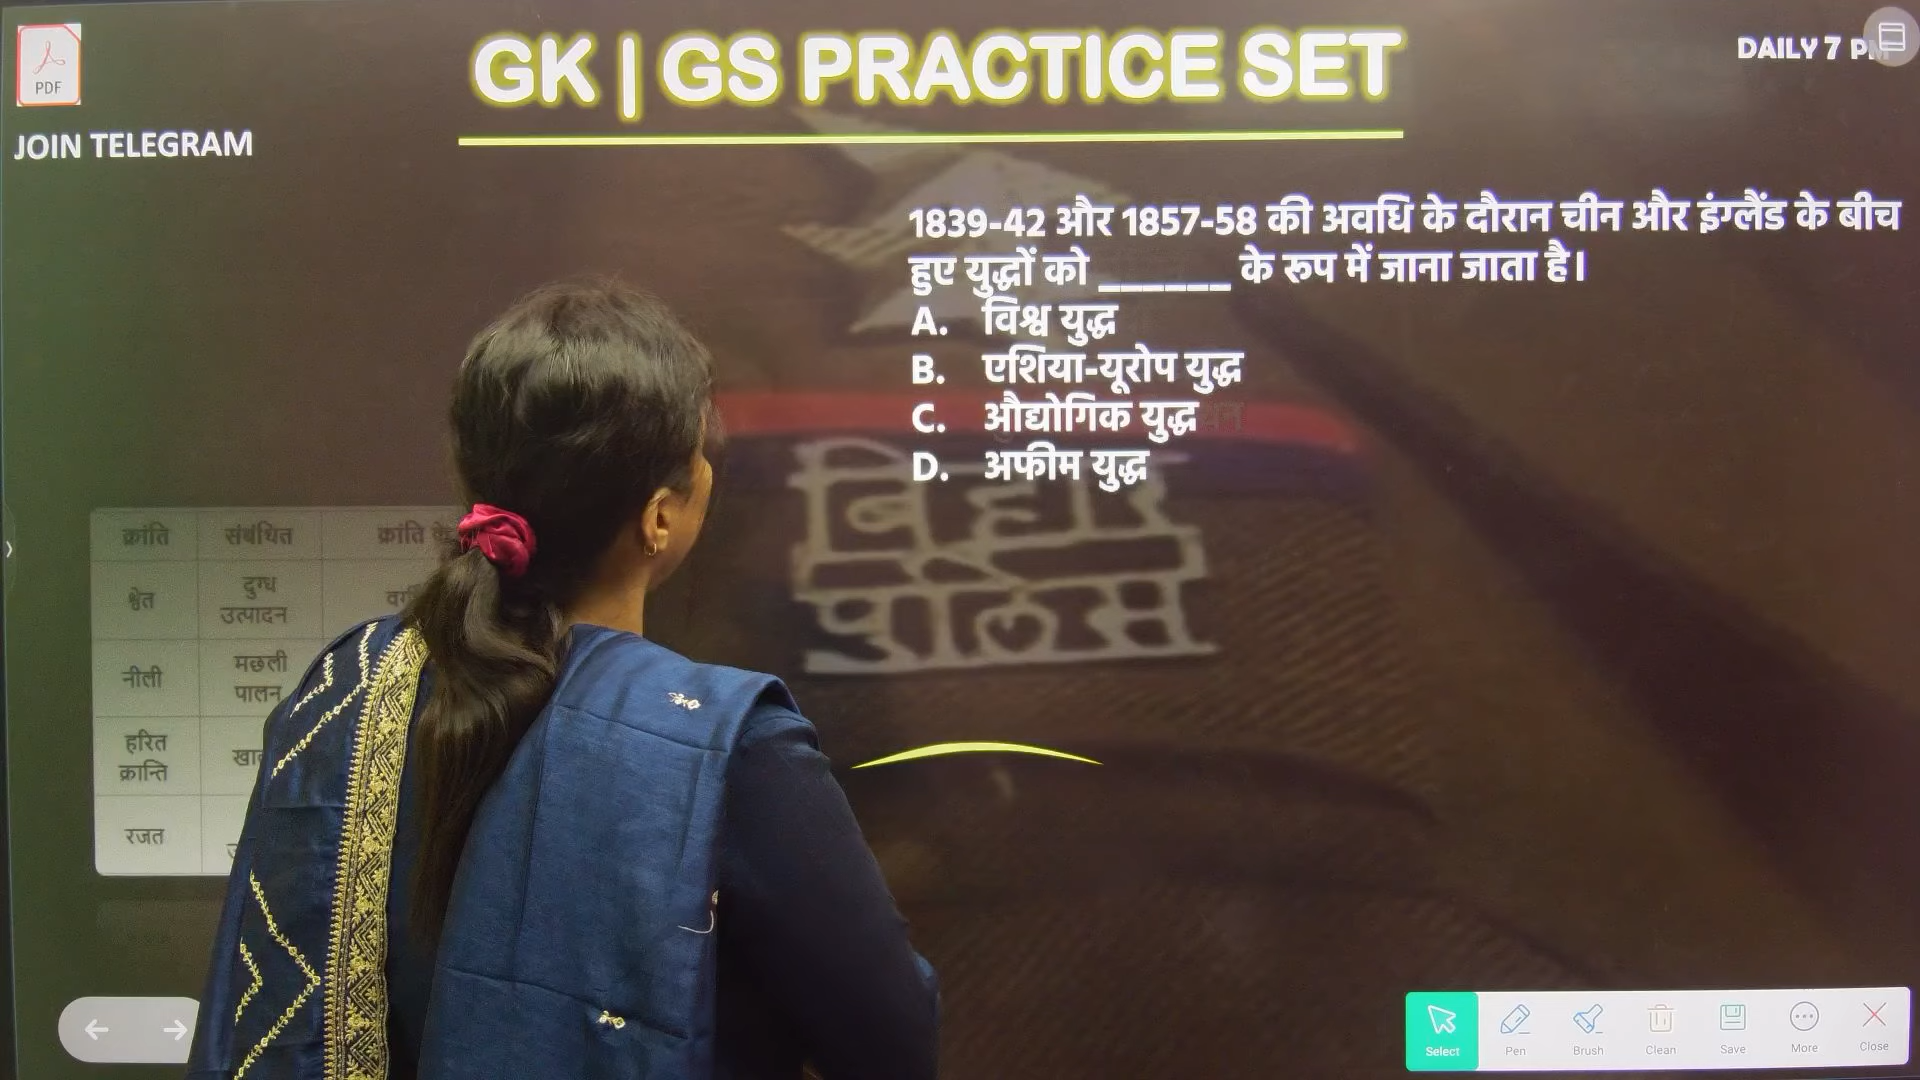 PDF
GK | GS PRACTICE SET
DAILY 7
JOIN TELEGRAM
1839-42 और 1857-58 की अवधि के दौरान चीन और इंग्लैंड के बीच
हुए युद्धों को ______ के रूप में जाना जाता है।
A. विश्व युद्ध
B. एशिया-यूरोप युद्ध
C. औद्योगिक युद्ध
D. अफीम युद्ध
बिहार
पुलिस
क्रांति संबंधित क्रांति के
श्वेत दुग्ध
उत्पादन
नीली मछली
पालन
हरित
क्रान्ति
रजत
Select Pen Brush Clean Save More Close